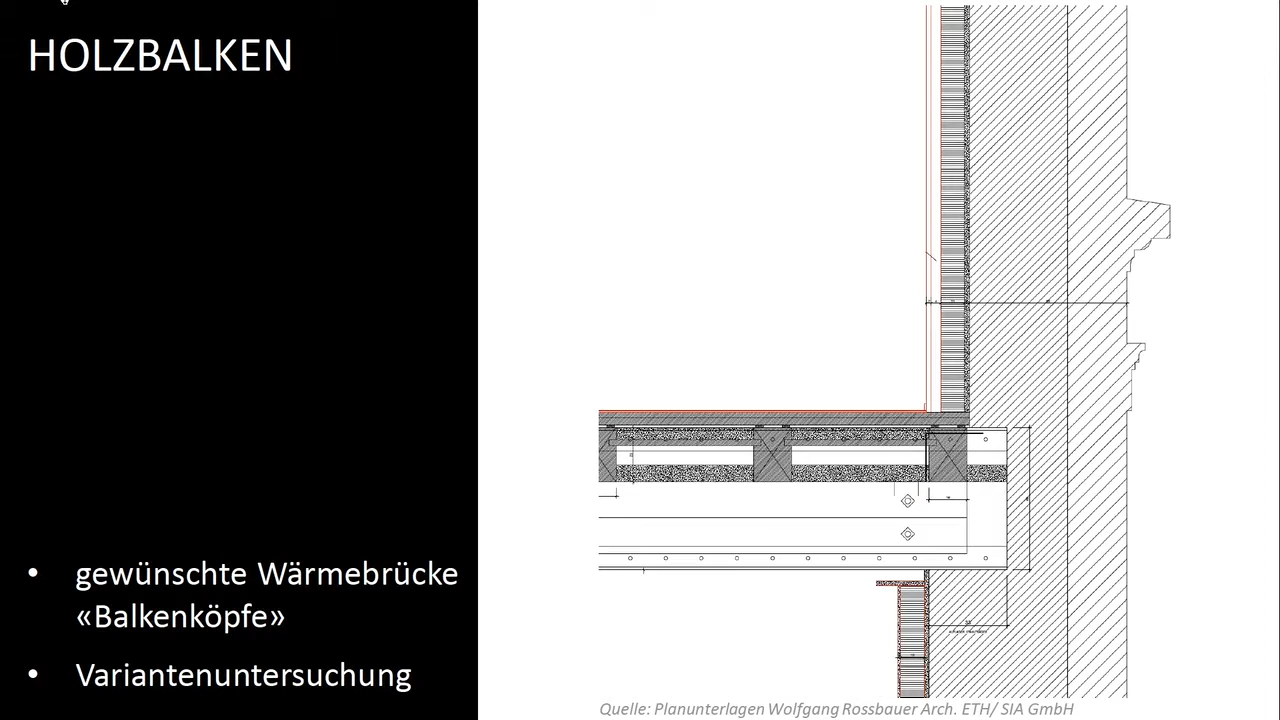 HOLZBALKEN
• gewünschte Wärmebrücke
«Balkenköpfe»
• Variantenuntersuchung
Quelle: Planunterlagen Wolfgang Rossbauer Arch. ETH/ SIA GmbH